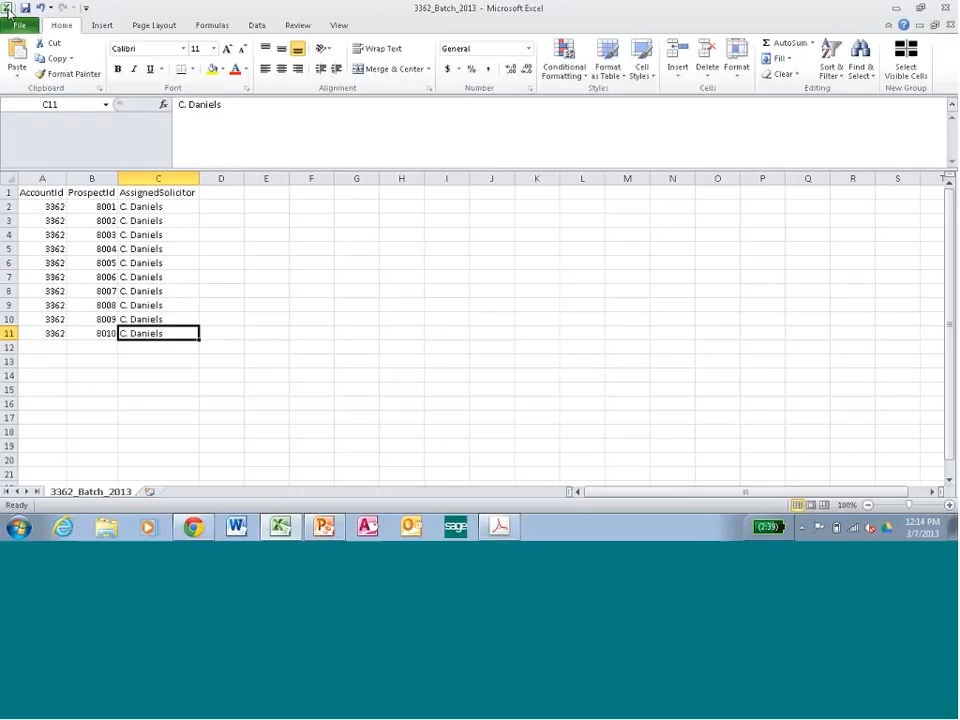 3362_Batch_2013 - Microsoft Excel
File Home Insert Page Layout Formulas Data Review View
Paste Cut Copy Format Painter
Calibri 11 Wrap Text General AutoSum
B I U Merge & Center $ % , Fill Clear
Conditional Formatting Format as Table Cell Styles Insert Delete Format Sort & Filter Find & Select Select Visible Cells
Clipboard Font Alignment Number Styles Cells Editing New Group
C11 fx C. Daniels
A B C D E F G H I J K L M N O P Q R S T
1 AccountId ProspectId AssignedSolicitor
2 3362 8001 C. Daniels
3 3362 8002 C. Daniels
4 3362 8003 C. Daniels
5 3362 8004 C. Daniels
6 3362 8005 C. Daniels
7 3362 8006 C. Daniels
8 3362 8007 C. Daniels
9 3362 8008 C. Daniels
10 3362 8009 C. Daniels
11 3362 8010 C. Daniels
12
13
14
15
16
17
18
19
20
21
3362_Batch_2013
Ready 100%
sage (2:39) 12:14 PM
3/7/2013